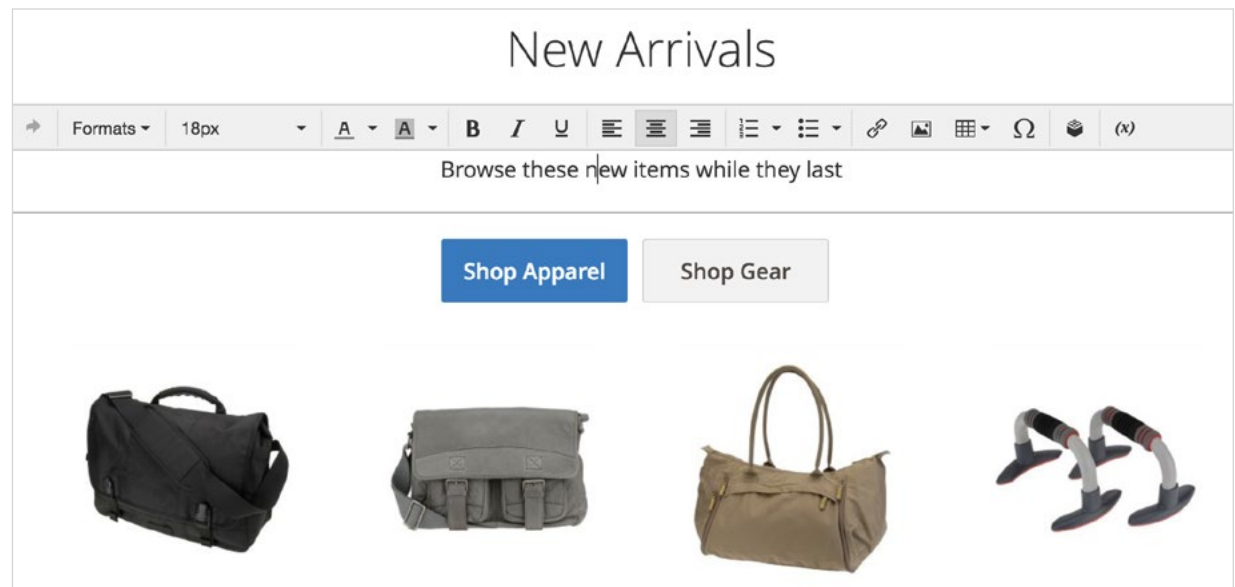 New Arrivals
Formats 18px A A B I U Ω (x)
Browse these new items while they last
Shop Apparel Shop Gear